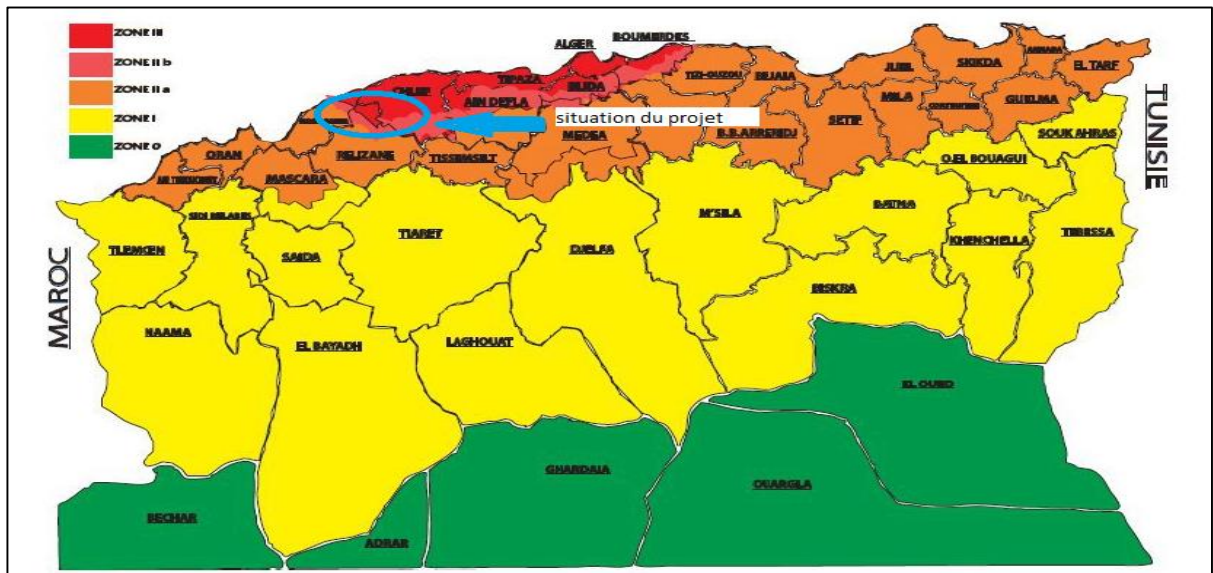 ZONE III
ZONE II b
ZONE II a
ZONE I
ZONE 0
ALGER
BOUMERDES
TIPAZA
CHLEF
BLIDA
AIN DEFLA
TIZI-OUZOU
BEJAIA
JIJEL
SKIKDA
ANNABA
EL TARF
MILA
GUELMA
situation du projet
MEDEA
B.B.ARRERIDJ
SETIF
SOUK AHRAS
TUNISIE
ORAN
RELIZANE
TISSEMSILT
MASCARA
O.EL BOUAGUI
MAROC
TLEMCEN
SIDI BELABES
SAIDA
TIARET
DJELFA
M'SILA
BATNA
KHENCHELLA
TEBESSA
BISKRA
NAAMA
EL BAYADH
LAGHOUAT
EL OUED
GHARDAIA
OUARGLA
BECHAR
ADRAR